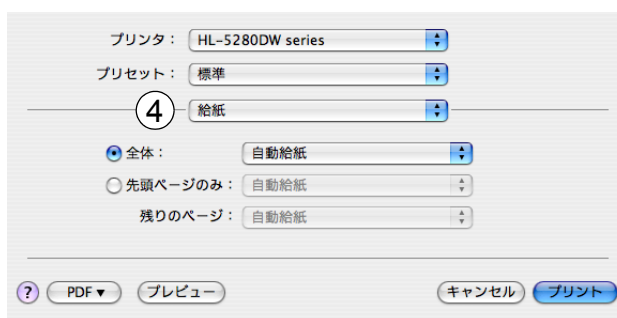 プリンタ： HL-5280DW series
プリセット： 標準
④ 給紙
全体： 自動給紙
先頭ページのみ： 自動給紙
残りのページ： 自動給紙
? PDF▼ プレビュー キャンセル プリント